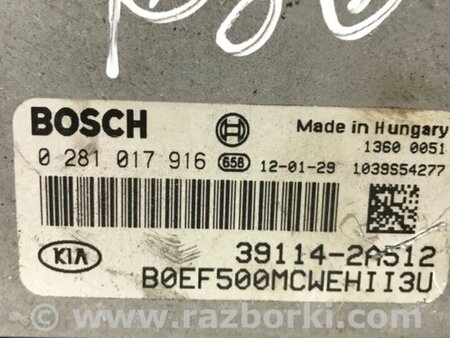 BOSCH Made in Hungary
1360 0051
0 281 017 916 658 12-01-29 1039S54277
KIA 39114-2A512
B0EF500MCWEHII3U
© www.razborki.com